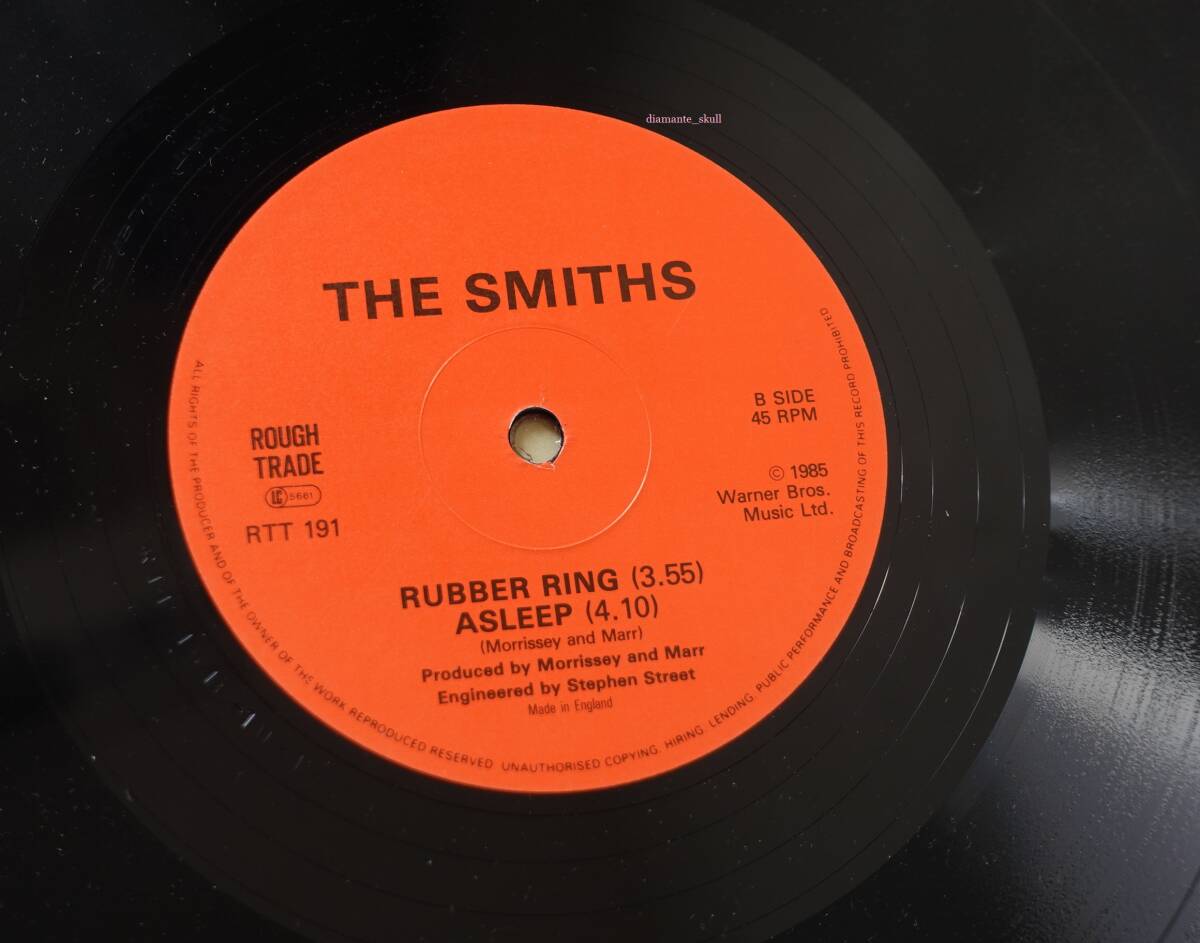 diamante_skull
THE SMITHS
ROUGH
TRADE
LC 5661
RTT 191
B SIDE
45 RPM
© 1985
Warner Bros.
Music Ltd.
RUBBER RING (3.55)
ASLEEP (4.10)
(Morrissey and Marr)
Produced by Morrissey and Marr
Engineered by Stephen Street
Made in England
ALL RIGHTS OF THE PRODUCER AND OF THE OWNER OF THS WORK REPRODUCED RESERVED UNAUTHORISED COPYING, HIRING, LENDING, PUBLIC PERFORMANCE AND BROADCASTING OF THIS RECORD PROHIBITED